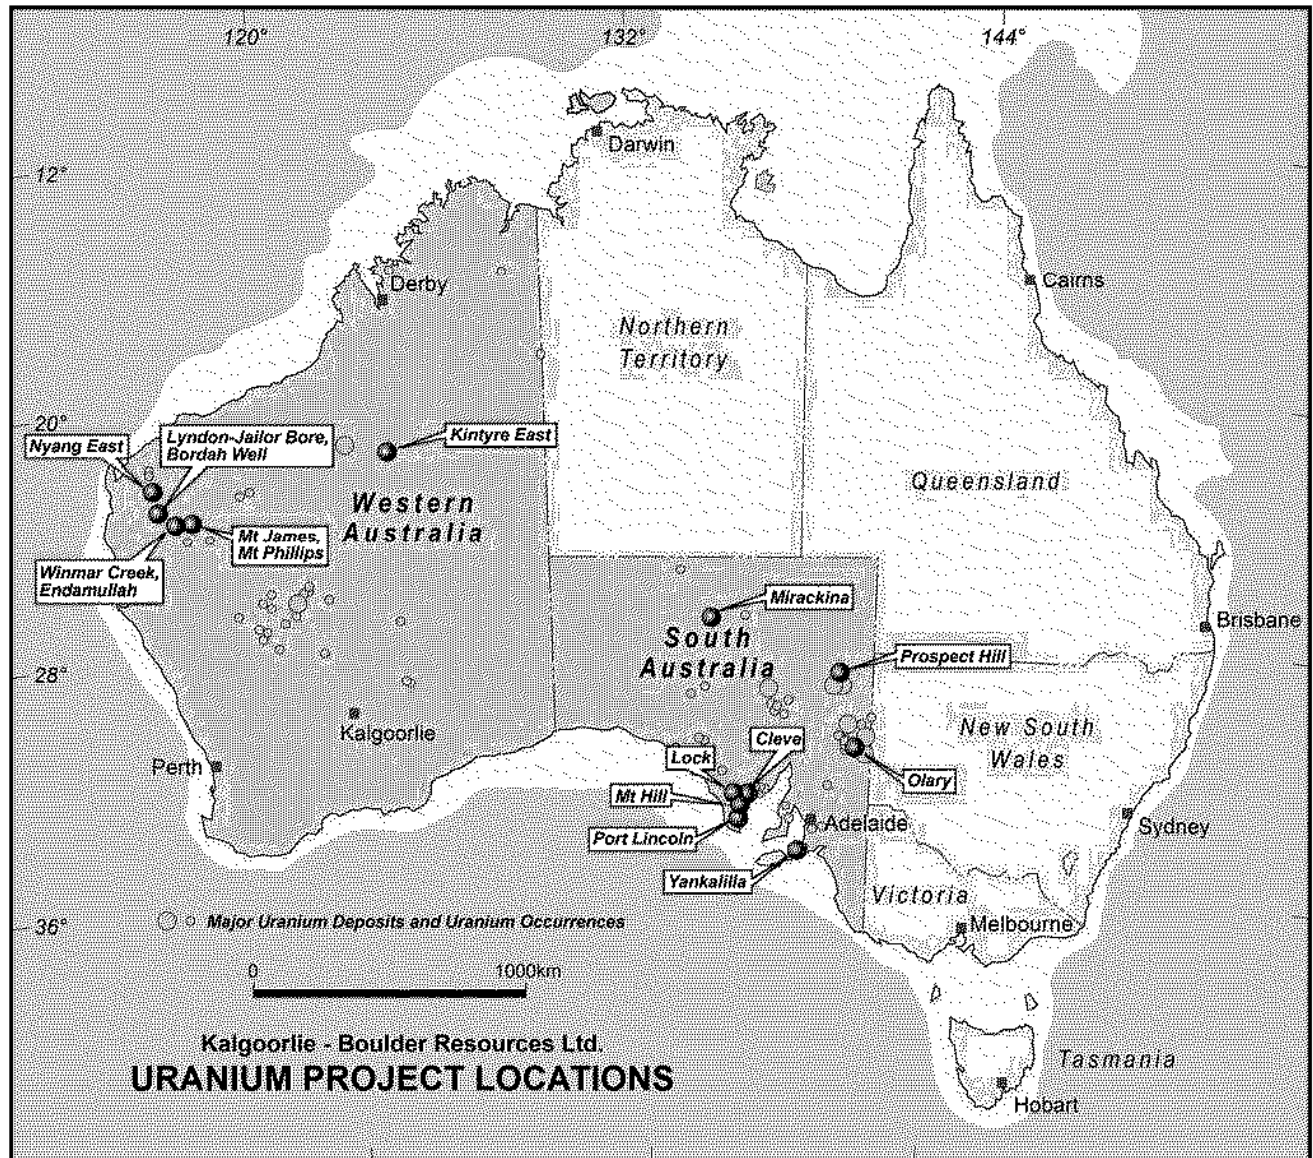 120°
132°
144°
Darwin
12°
Derby
Cairns
Northern
Territory
20°
Nyang East
Lyndon-Jailor Bore,
Bordah Well
Kintyre East
Western
Australia
Queensland
Mt James,
Mt Phillips
Winmar Creek,
Endamullah
Mirackina
South
Australia
Brisbane
Prospect Hill
28°
Kalgoorlie
New South
Wales
Cleve
Lock
Perth
Olary
Mt Hill
Port Lincoln
Adelaide
Sydney
Yankalilla
Victoria
Melbourne
36°
Major Uranium Deposits and Uranium Occurrences
0
1000km
Kalgoorlie - Boulder Resources Ltd.
URANIUM PROJECT LOCATIONS
Tasmania
Hobart